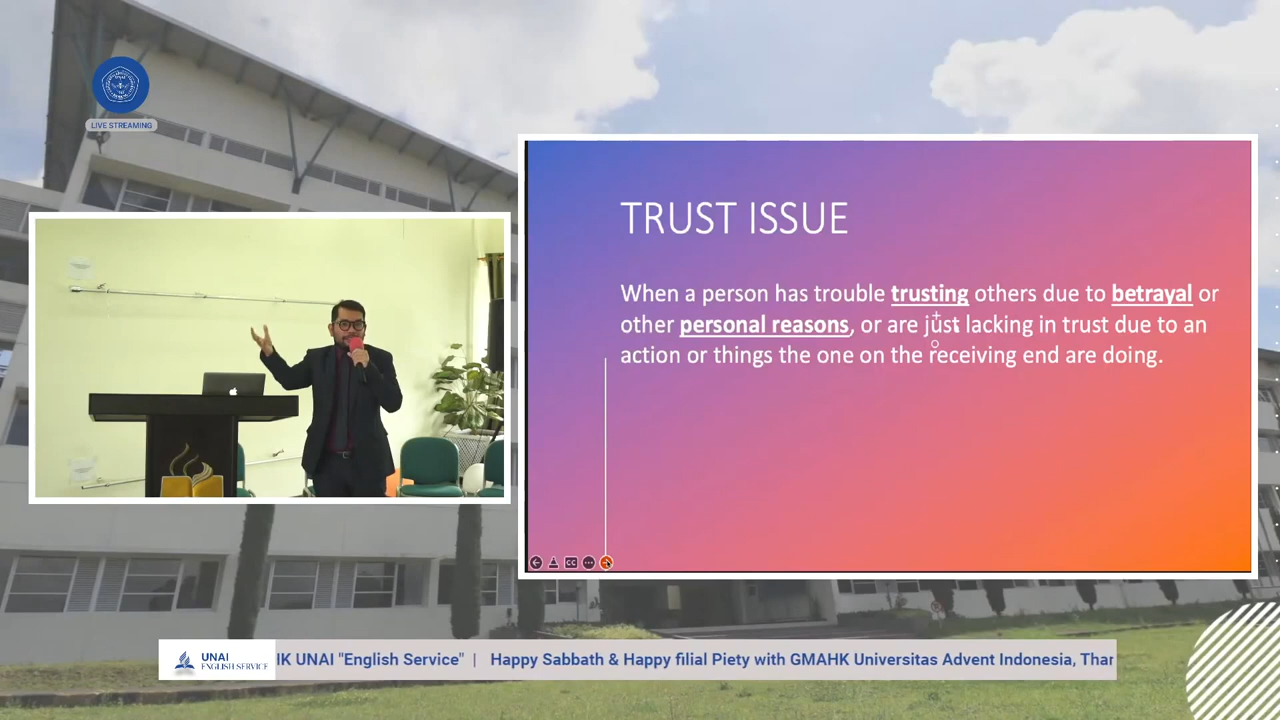 LIVE STREAMING
TRUST ISSUE
When a person has trouble trusting others due to betrayal or
other personal reasons, or are just lacking in trust due to an
action or things the one on the receiving end are doing.
CC
UNAI
ENGLISH SERVICE
IK UNAI "English Service" | Happy Sabbath & Happy filial Piety with GMAHK Universitas Advent Indonesia, Thar